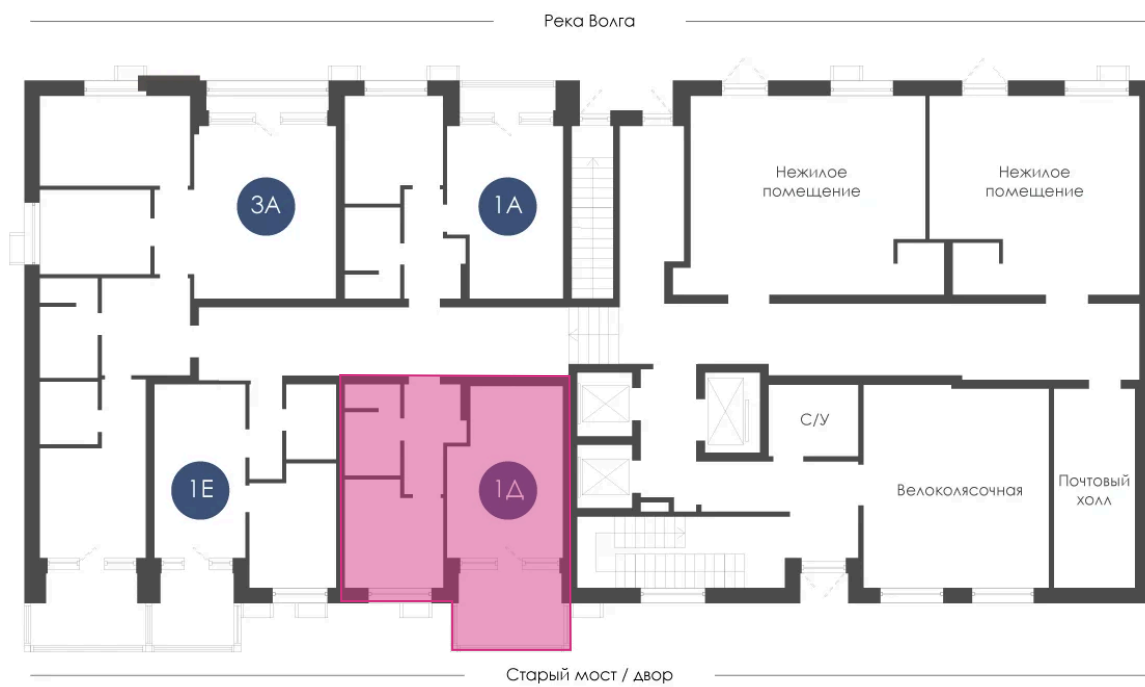 Река Волга
Нежилое
помещение
Нежилое
помещение
3А
1А
С/У
1Е
1Д
Велоколясочная
Почтовый
холл
Старый мост / двор